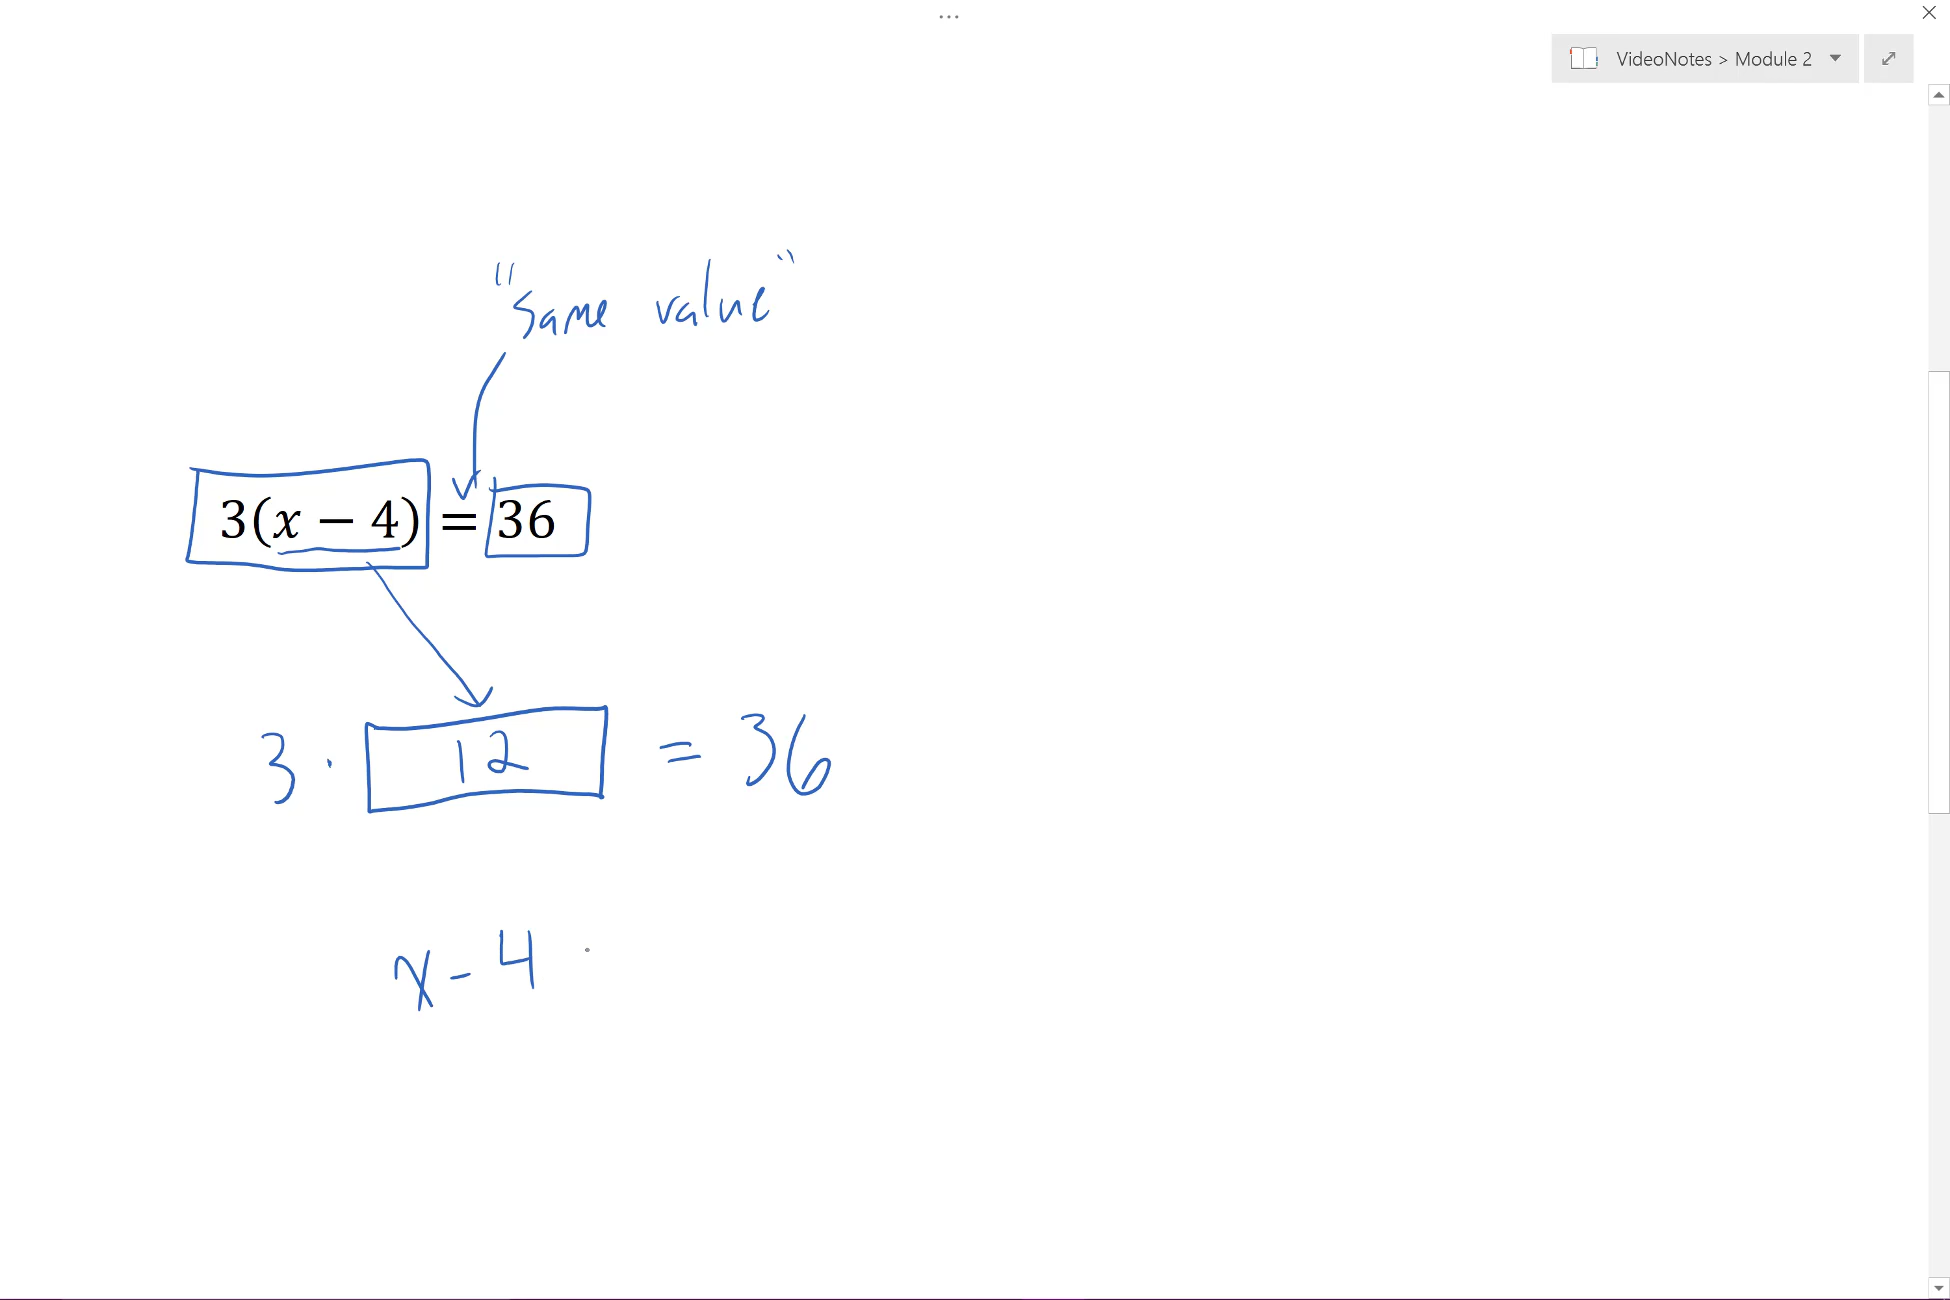 ...
VideoNotes > Module 2
"Same value"
3(x − 4) = 36
3 · 12 = 36
x - 4